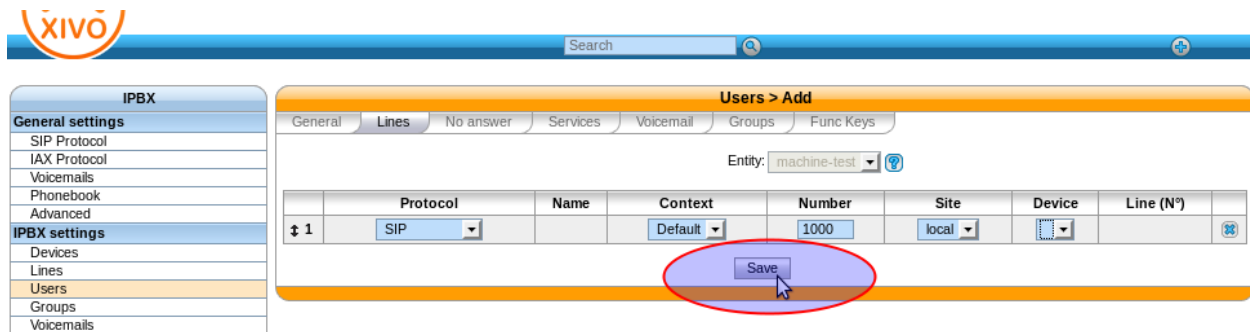 XIVO
Search
IPBX
General settings
SIP Protocol
IAX Protocol
Voicemails
Phonebook
Advanced
IPBX settings
Devices
Lines
Users
Groups
Voicemails
Users > Add
General Lines No answer Services Voicemail Groups Func Keys
Entity: machine-test
Protocol Name Context Number Site Device Line (N°)
1 SIP Default 1000 local
Save